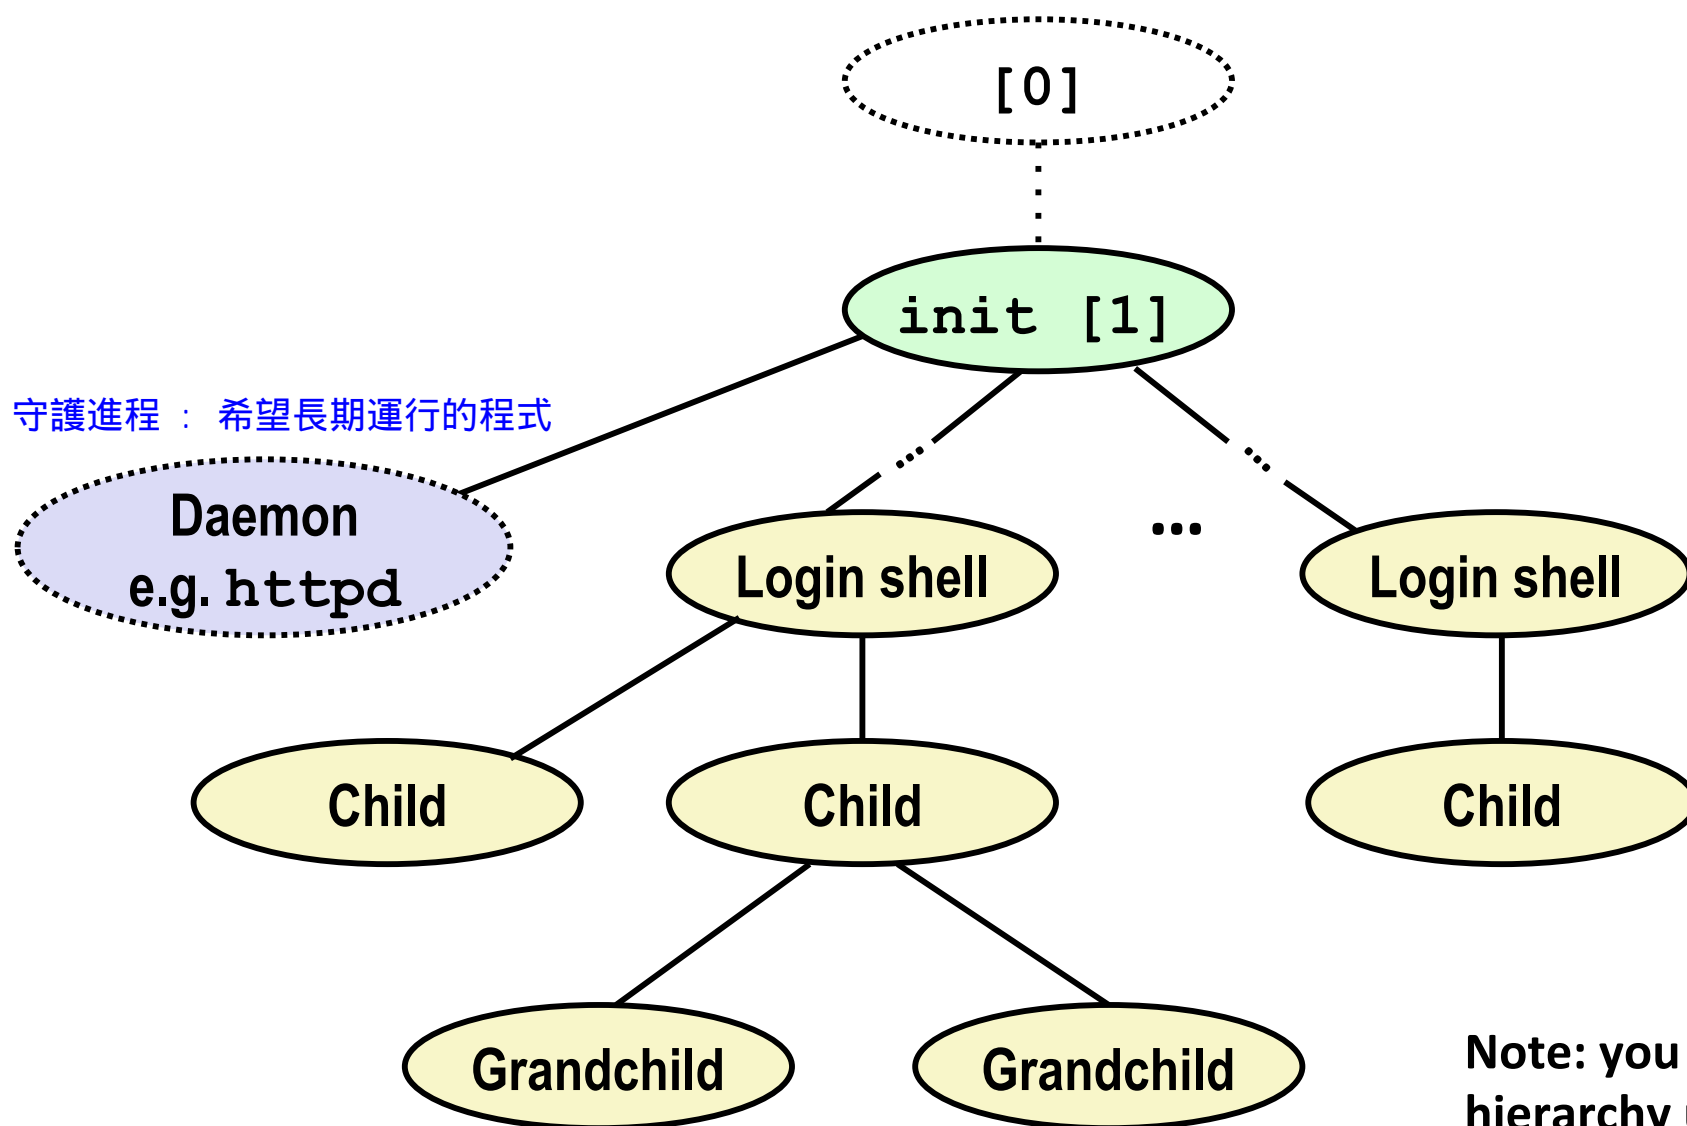 [0]
init [1]
守護進程 : 希望長期運行的程式
Daemon
e.g. httpd
...
Login shell
...
Login shell
Child
Child
Child
Grandchild
Grandchild
Note: you
hierarchy